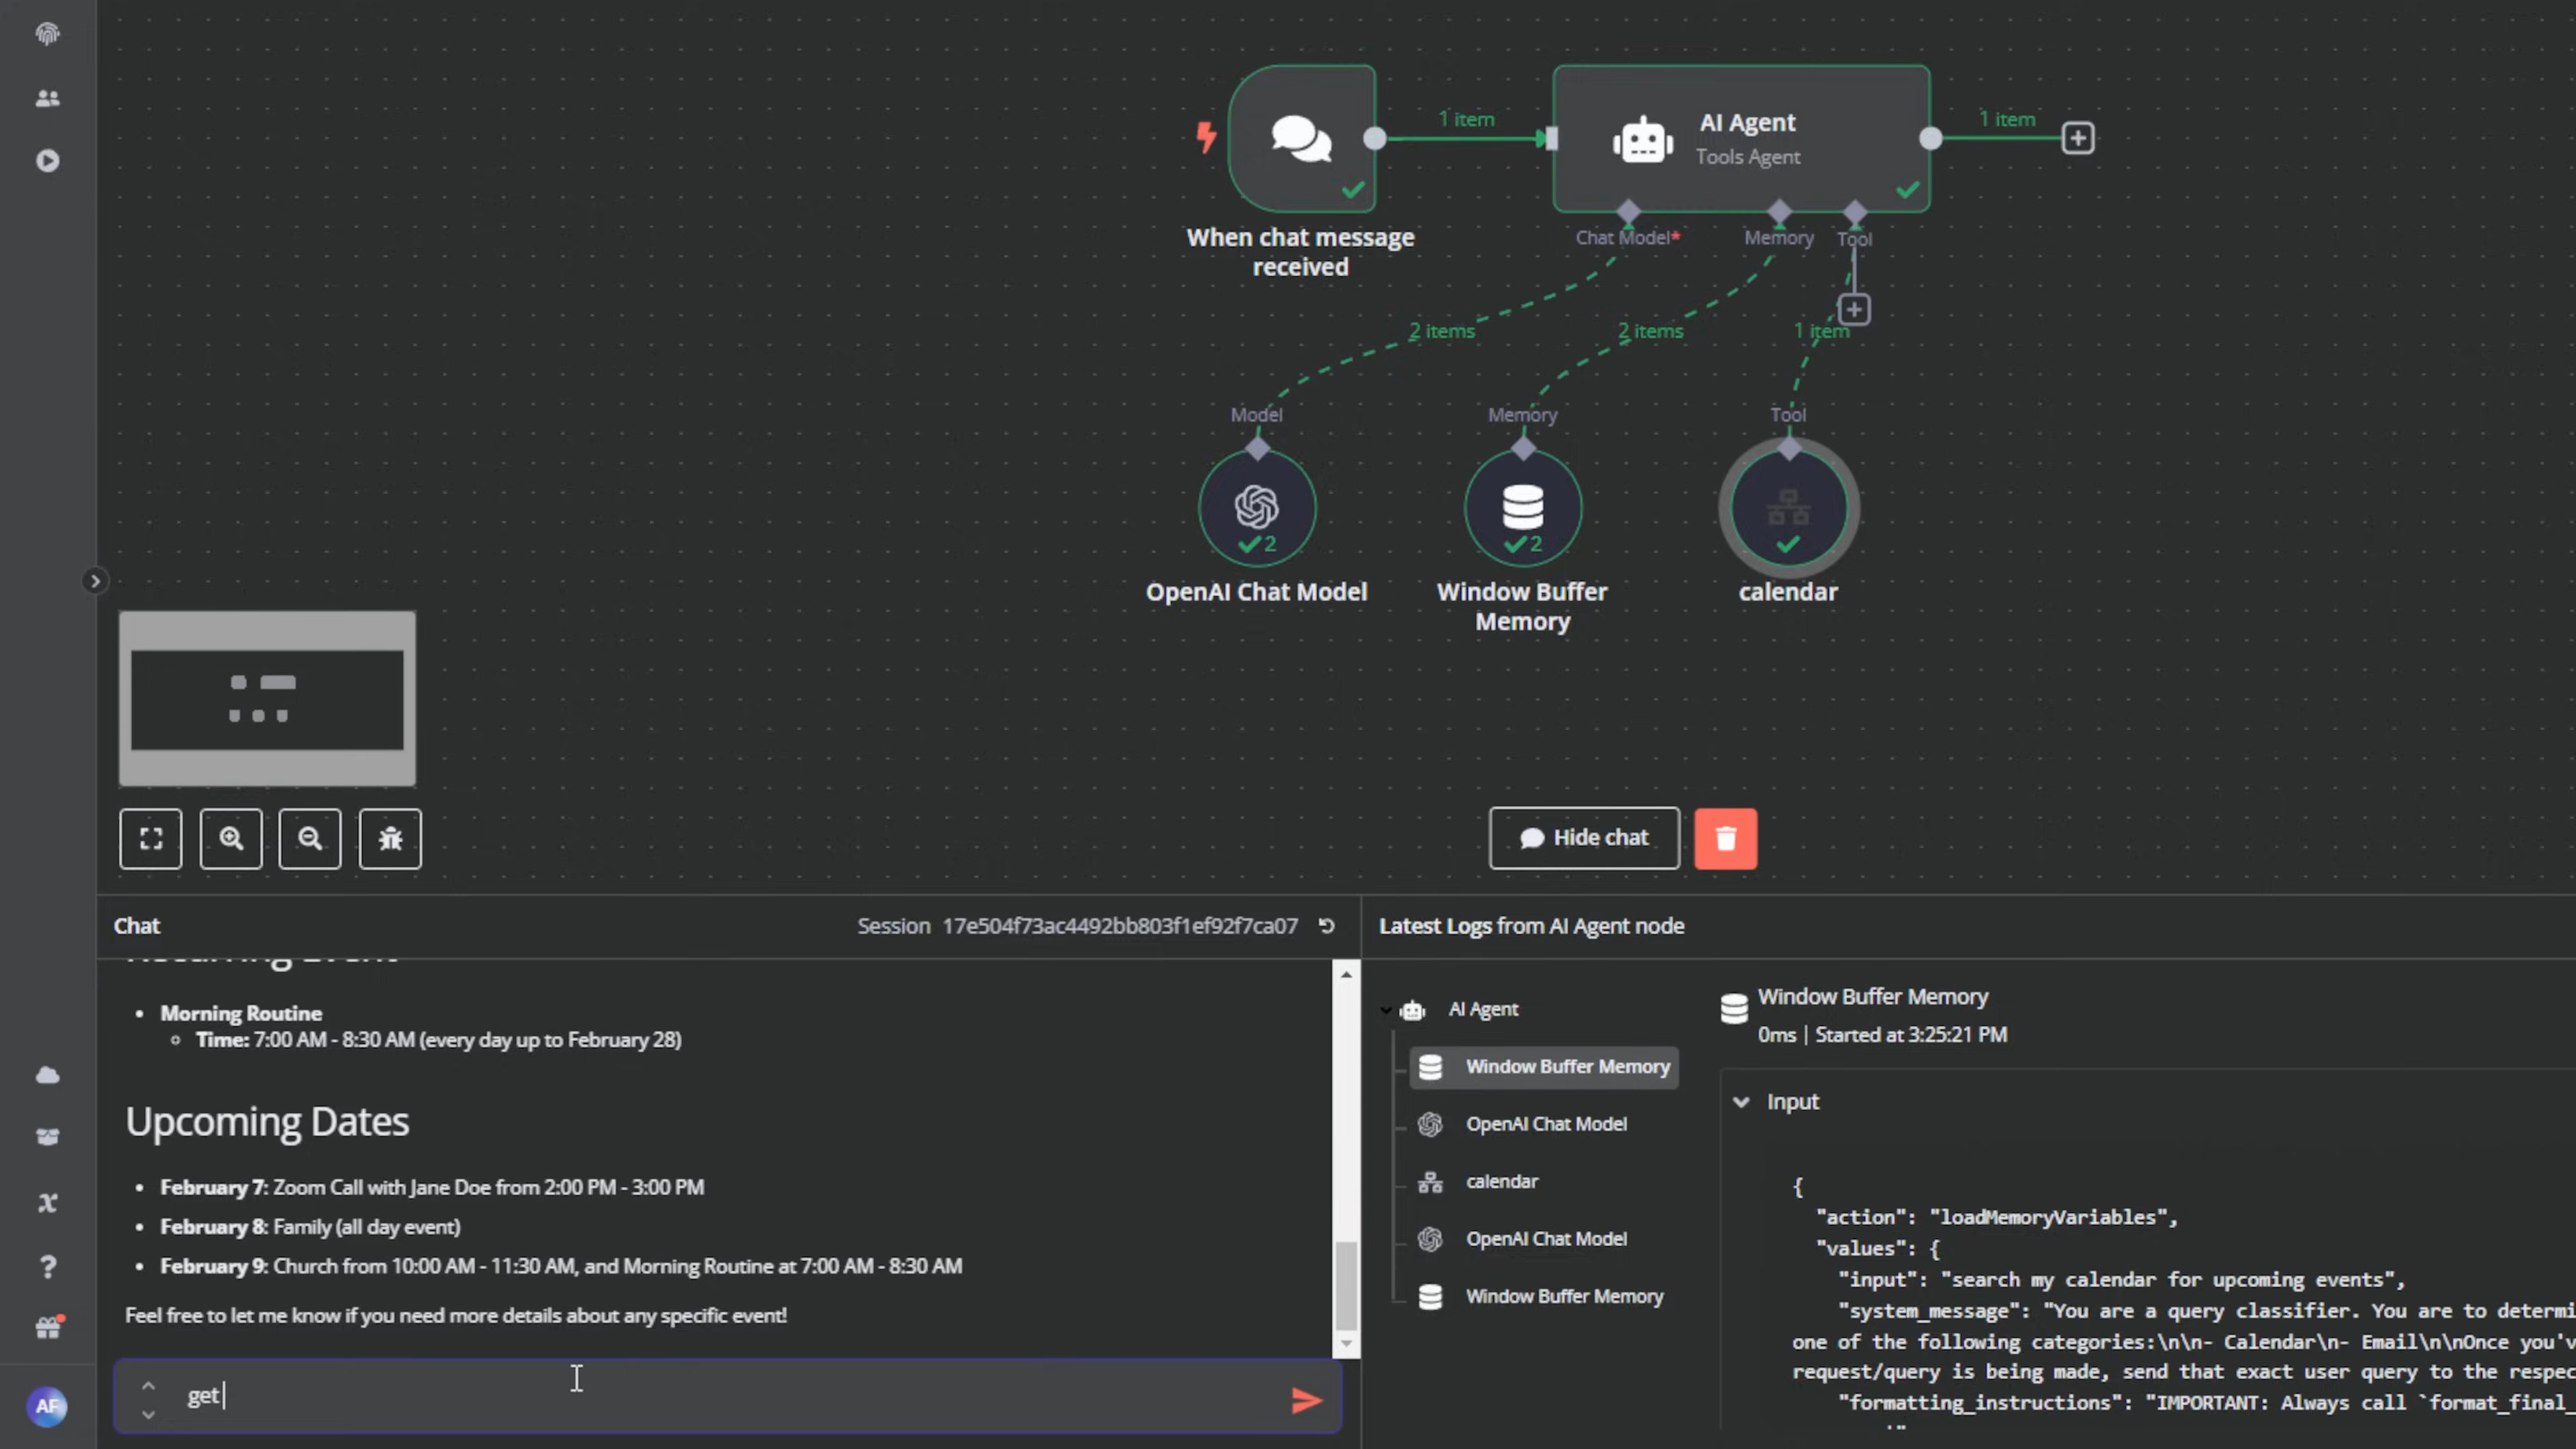 1 item
AI Agent
Tools Agent
1 item
When chat message
received
Chat Model*
Memory
Tool
2 items
2 items
1 item
Model
Memory
Tool
2
2
OpenAI Chat Model
Window Buffer
Memory
calendar
Hide chat
Chat
Session 17e504f73ac4492bb803f1ef92f7ca07
Recurring Event
Morning Routine
Time: 7:00 AM - 8:30 AM (every day up to February 28)
Upcoming Dates
February 7: Zoom Call with Jane Doe from 2:00 PM - 3:00 PM
February 8: Family (all day event)
February 9: Church from 10:00 AM - 11:30 AM, and Morning Routine at 7:00 AM - 8:30 AM
Feel free to let me know if you need more details about any specific event!
get
AF
Latest Logs from AI Agent node
AI Agent
Window Buffer Memory
OpenAI Chat Model
calendar
OpenAI Chat Model
Window Buffer Memory
Window Buffer Memory
0ms | Started at 3:25:21 PM
Input
{
"action": "loadMemoryVariables",
"values": {
"input": "search my calendar for upcoming events",
"system_message": "You are a query classifier. You are to determi
one of the following categories:\n\n- Calendar\n- Email\n\nOnce you'v
request/query is being made, send that exact user query to the respec
"formatting_instructions": "IMPORTANT: Always call `format_final_